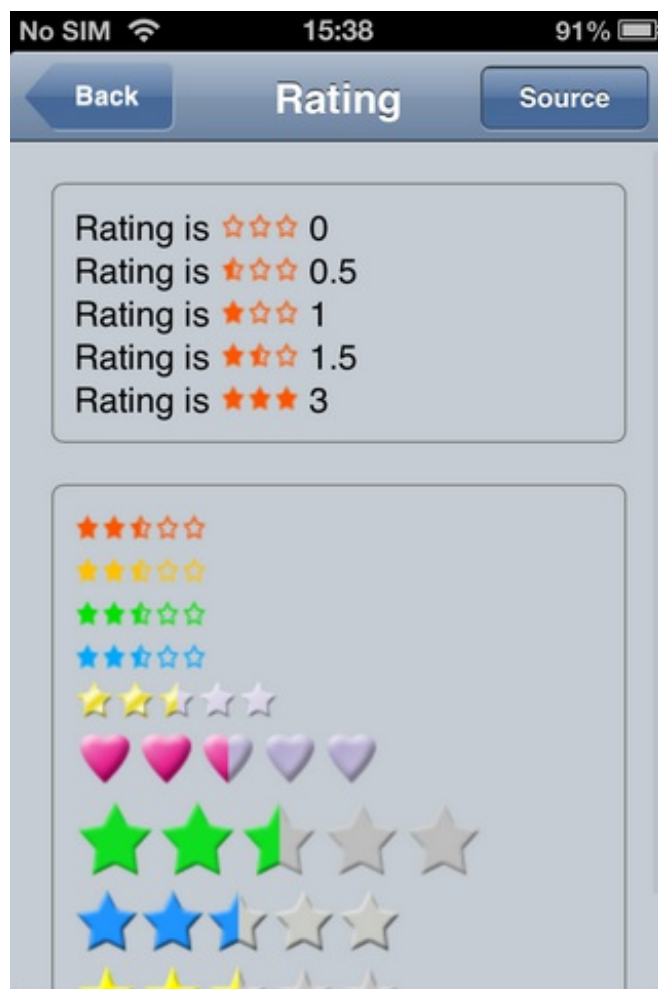 No SIM 15:38 91%
Back Rating Source
Rating is 0
Rating is 0.5
Rating is 1
Rating is 1.5
Rating is 3